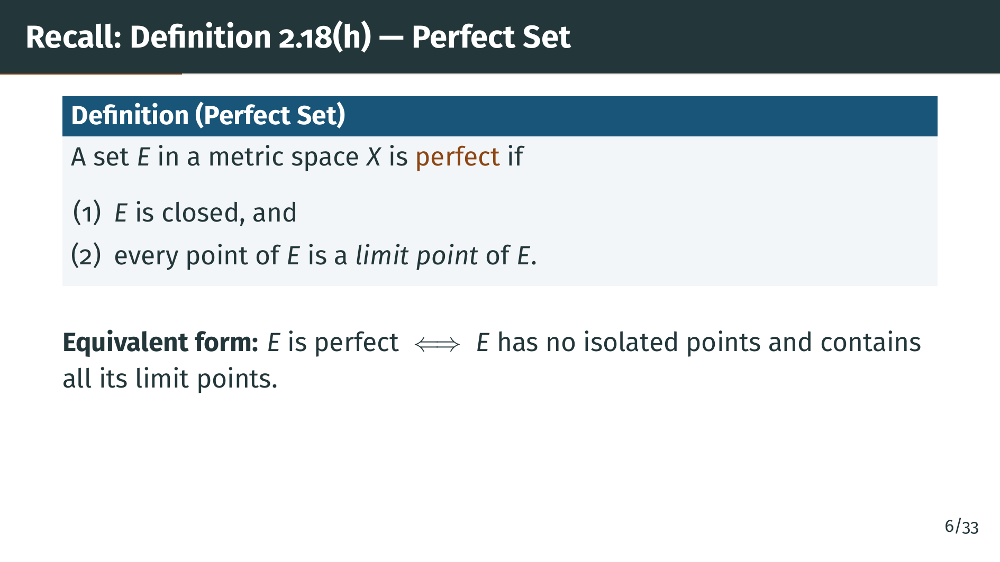 Recall: Definition 2.18(h) — Perfect Set
Definition (Perfect Set)
A set E in a metric space X is perfect if
(1) E is closed, and
(2) every point of E is a limit point of E.
Equivalent form: E is perfect ⟺ E has no isolated points and contains
all its limit points.
6/33